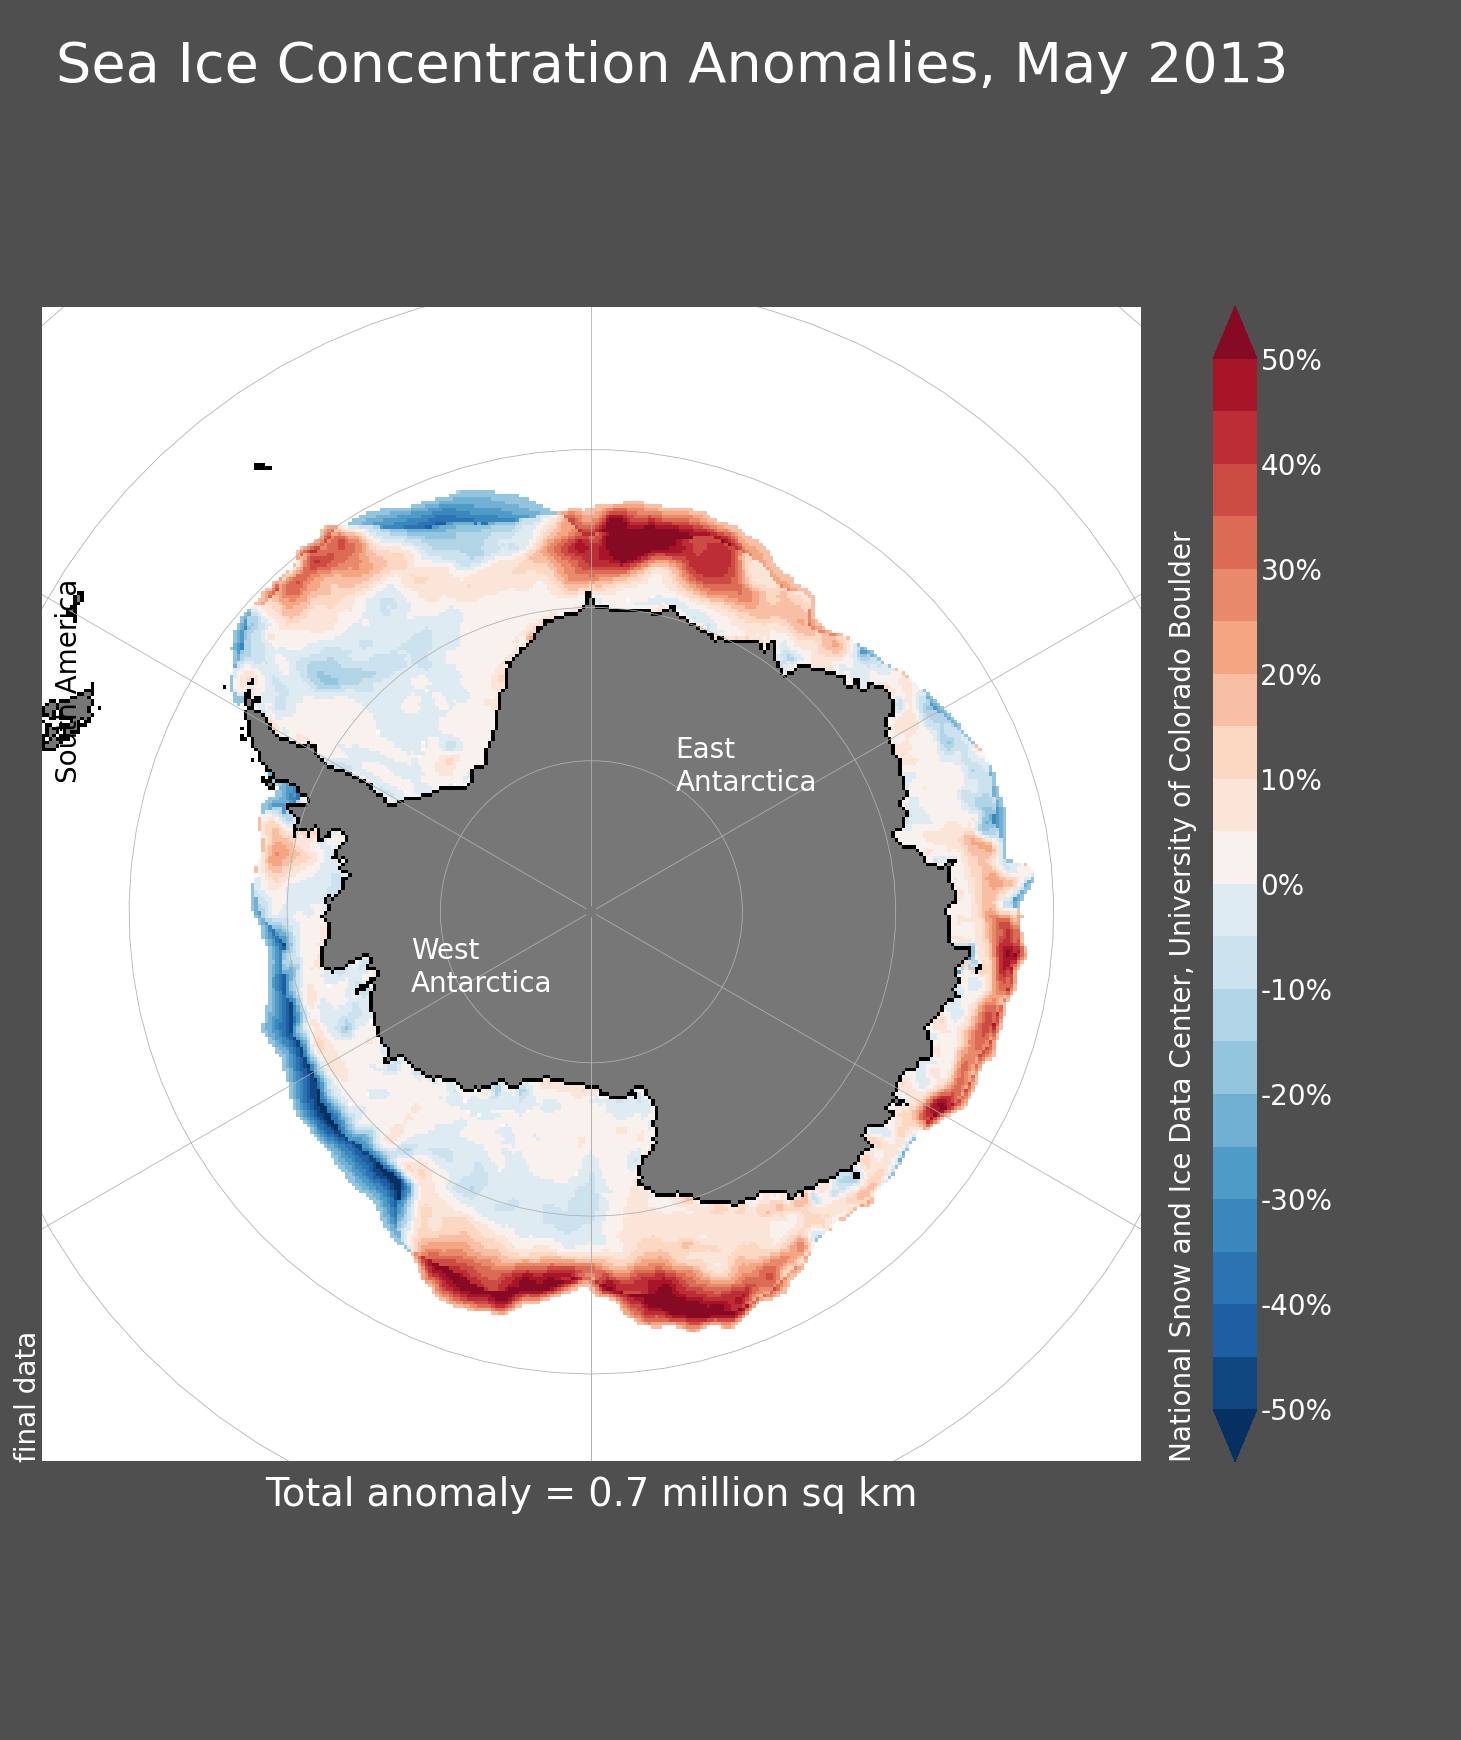 Sea Ice Concentration Anomalies, May 2013
South America
East
Antarctica
West
Antarctica
final data
National Snow and Ice Data Center, University of Colorado Boulder
50%
40%
30%
20%
10%
0%
-10%
-20%
-30%
-40%
-50%
Total anomaly = 0.7 million sq km